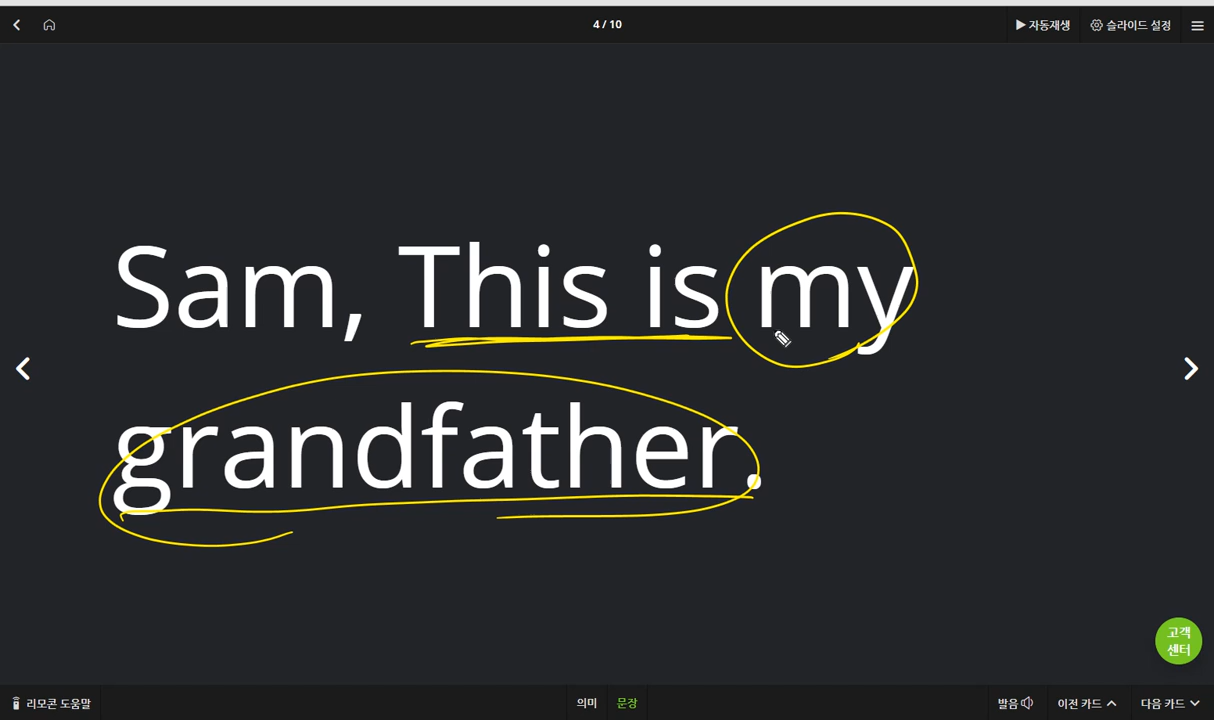 4 / 10
자동재생
슬라이드 설정
Sam, This is my
grandfather.
고객
센터
리모콘 도움말
의미
문장
발음
이전 카드
다음 카드